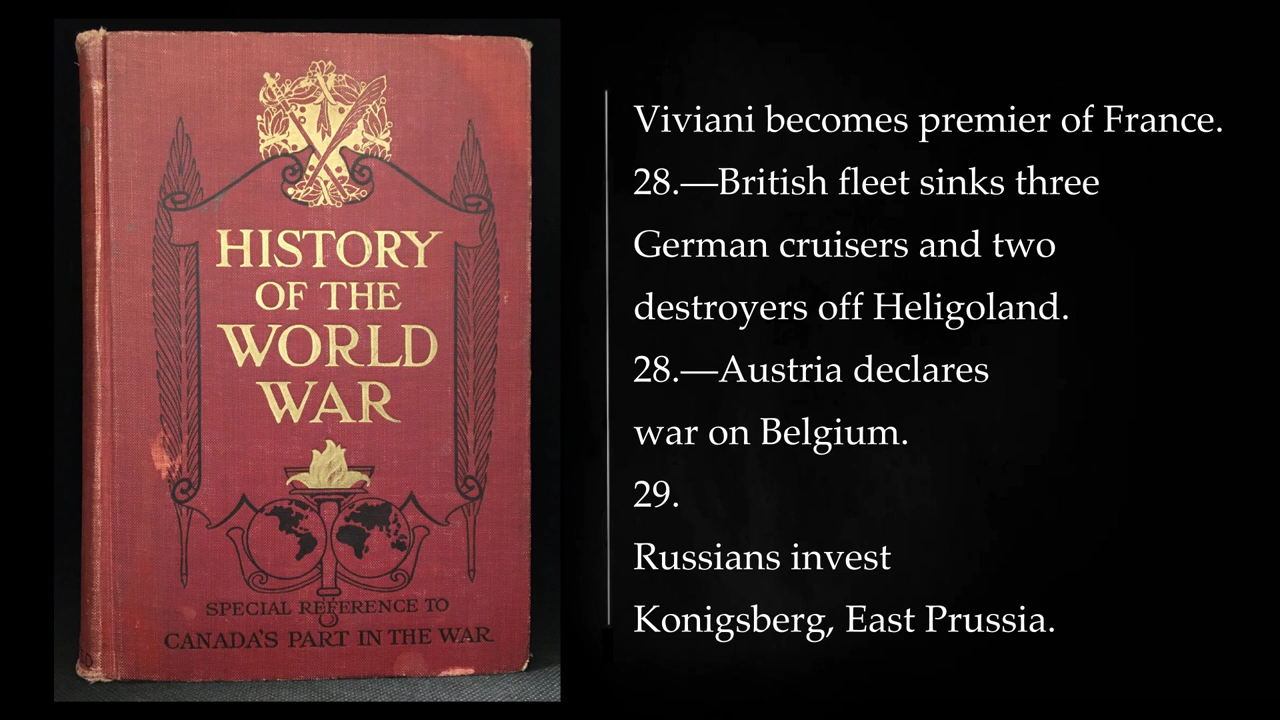 HISTORY
OF THE
WORLD
WAR
SPECIAL REFERENCE TO
CANADA'S PART IN THE WAR
Viviani becomes premier of France.
28.—British fleet sinks three
German cruisers and two
destroyers off Heligoland.
28.—Austria declares
war on Belgium.
29.
Russians invest
Konigsberg, East Prussia.